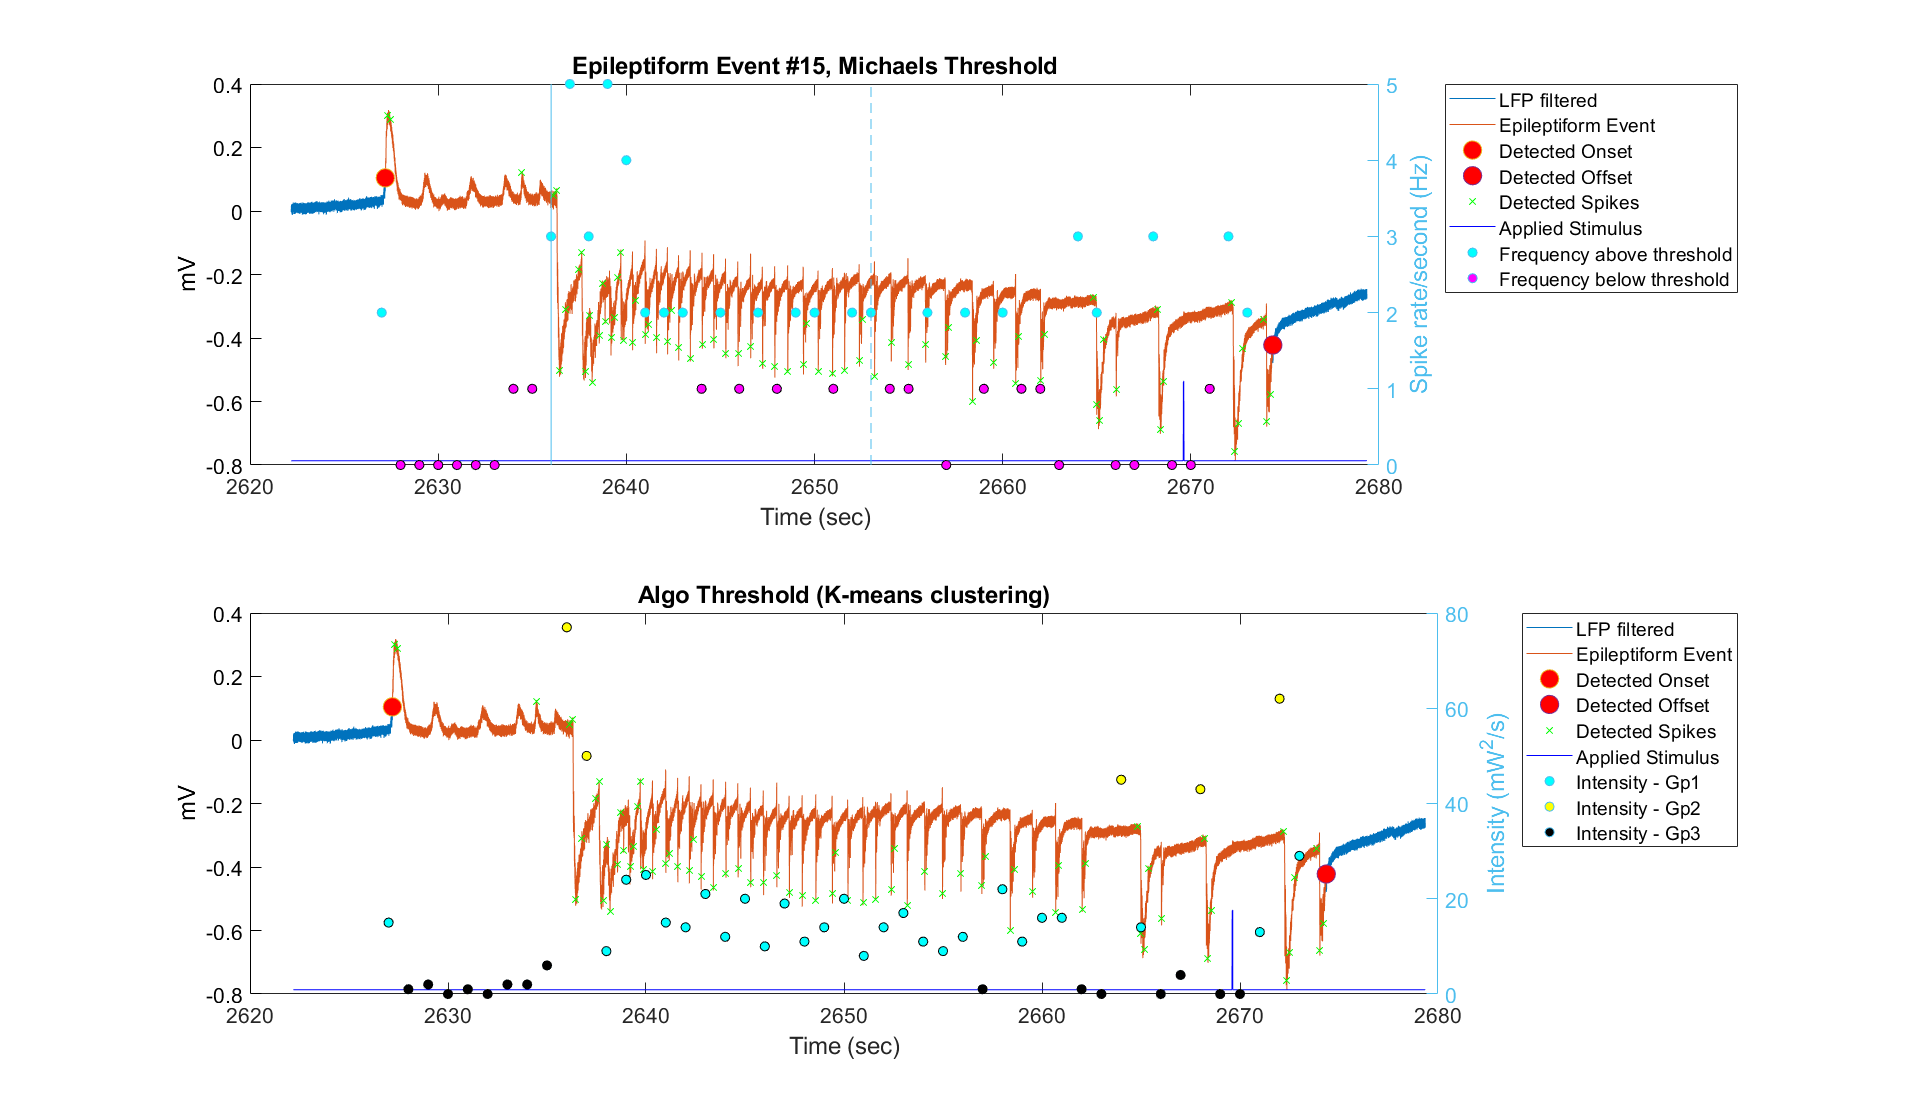 Epileptiform Event #15, Michaels Threshold
0.4
0.2
0
-0.2
-0.4
-0.6
-0.8
mV
2620
2630
2640
2650
2660
2670
2680
Time (sec)
5
4
3
2
1
0
Spike rate/second (Hz)
LFP filtered
Epileptiform Event
Detected Onset
Detected Offset
Detected Spikes
Applied Stimulus
Frequency above threshold
Frequency below threshold
Algo Threshold (K-means clustering)
0.4
0.2
0
-0.2
-0.4
-0.6
-0.8
mV
2620
2630
2640
2650
2660
2670
2680
Time (sec)
80
60
40
20
0
Intensity (mW²/s)
LFP filtered
Epileptiform Event
Detected Onset
Detected Offset
Detected Spikes
Applied Stimulus
Intensity - Gp1
Intensity - Gp2
Intensity - Gp3